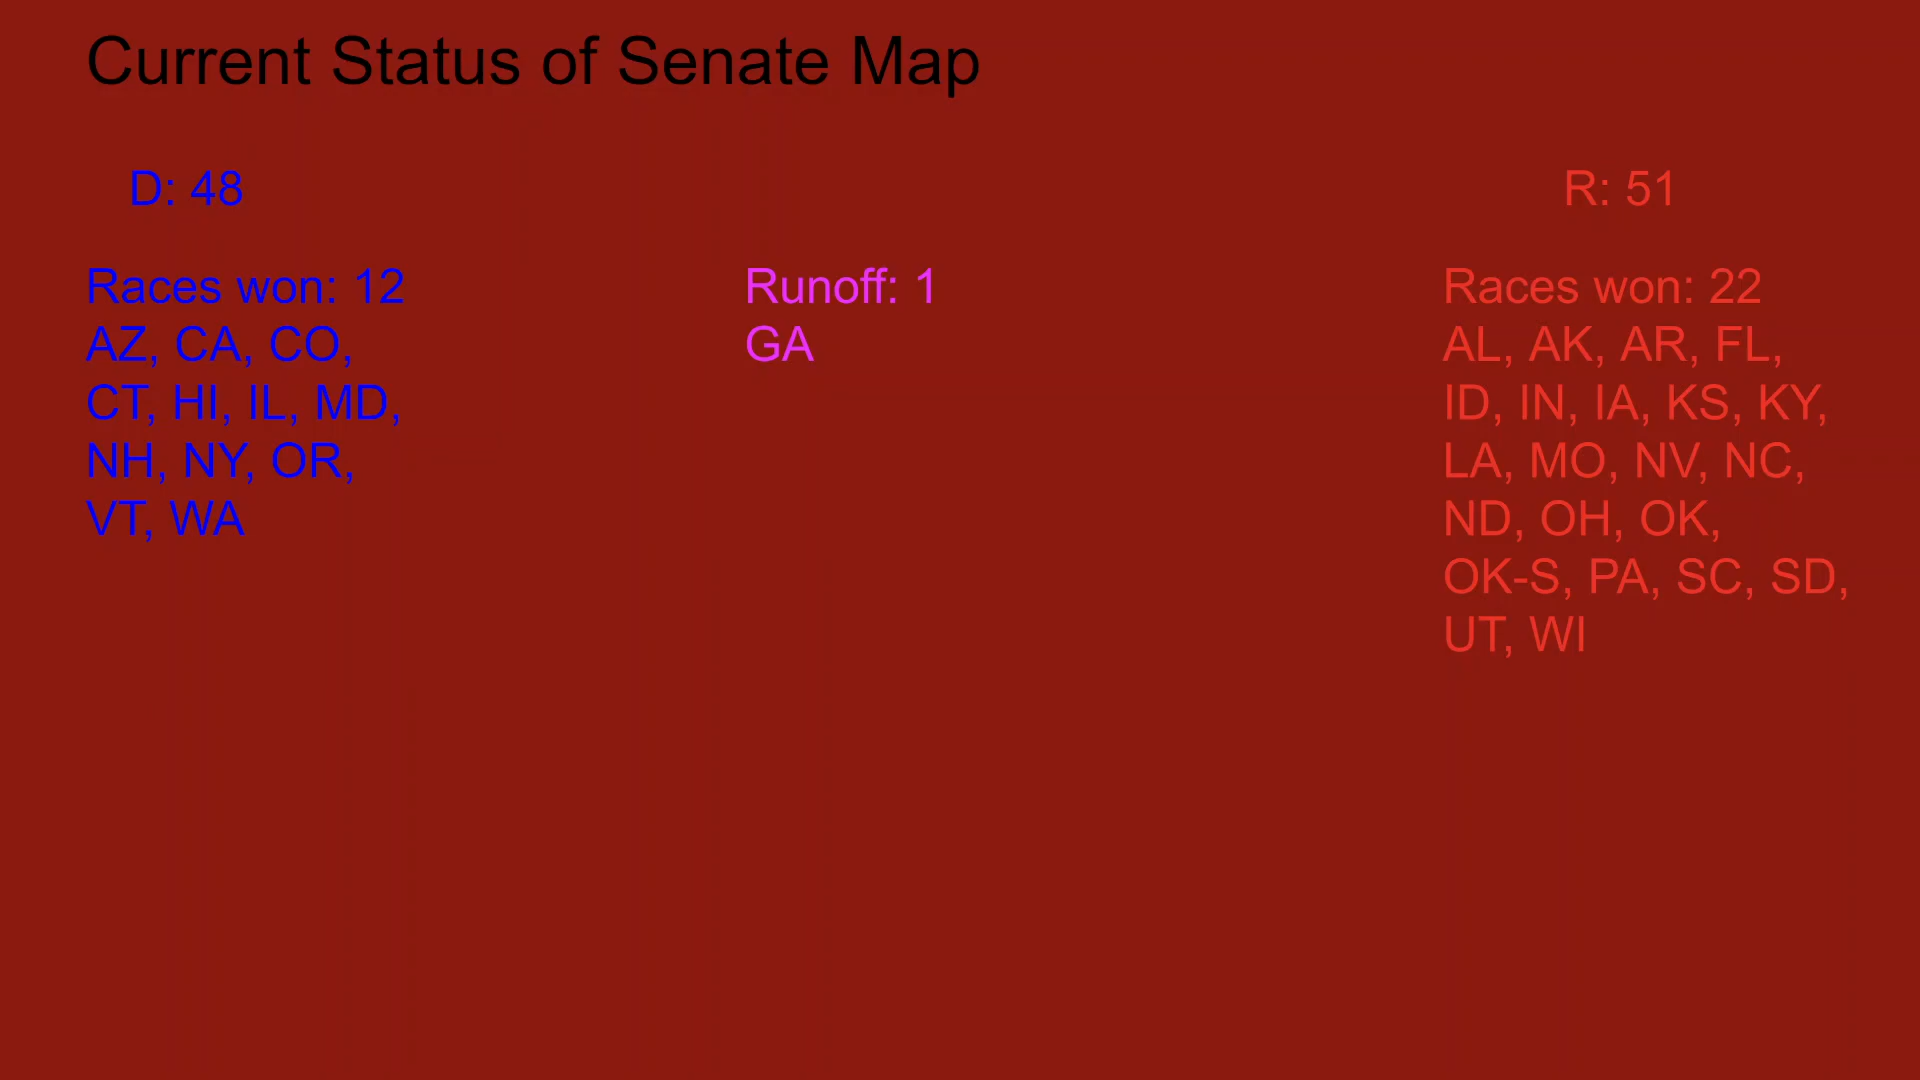 Current Status of Senate Map
D: 48
Races won: 12
AZ, CA, CO,
CT, HI, IL, MD,
NH, NY, OR,
VT, WA
Runoff: 1
GA
R: 51
Races won: 22
AL, AK, AR, FL,
ID, IN, IA, KS, KY,
LA, MO, NV, NC,
ND, OH, OK,
OK-S, PA, SC, SD,
UT, WI